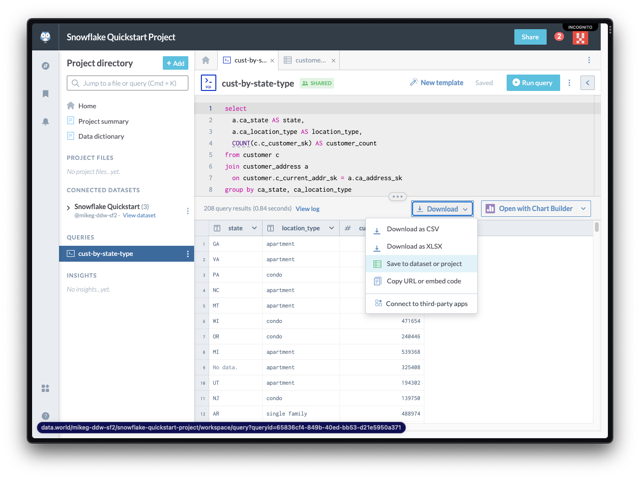 INCOGNITO
Snowflake Quickstart Project
Share
2
Project directory
+ Add
Jump to a file or query (Cmd + K)
Home
Project summary
Data dictionary
PROJECT FILES
No project files...yet.
CONNECTED DATASETS
Snowflake Quickstart (3)
@mikeg-ddw-sf2 · View dataset
QUERIES
cust-by-state-type
INSIGHTS
No insights...yet.
cust-by-s... ×
custome... ×
SQL
cust-by-state-type
SHARED
New template
Saved
Run query
1 select
2 a.ca_state AS state,
3 a.ca_location_type AS location_type,
4 COUNT(c.c_customer_sk) AS customer_count
5 from customer c
6 join customer_address a
7 on customer.c_current_addr_sk = a.ca_address_sk
8 group by ca_state, ca_location_type
208 query results (0.84 seconds) View log
Download
Open with Chart Builder
Download as CSV
Download as XLSX
Save to dataset or project
Copy URL or embed code
Connect to third-party apps
state location_type # cu
1 GA apartment
2 VA apartment
3 PA condo
4 NC apartment
5 MT apartment
6 WI condo 471654
7 OR condo 240446
8 MI apartment 539368
9 No data. apartment 325408
10 UT apartment 194302
11 NJ condo 139750
12 AR single family 488974
data.world/mikeg-ddw-sf2/snowflake-quickstart-project/workspace/query?queryid=65836cf4-849b-40ed-bb53-d21e5950a371